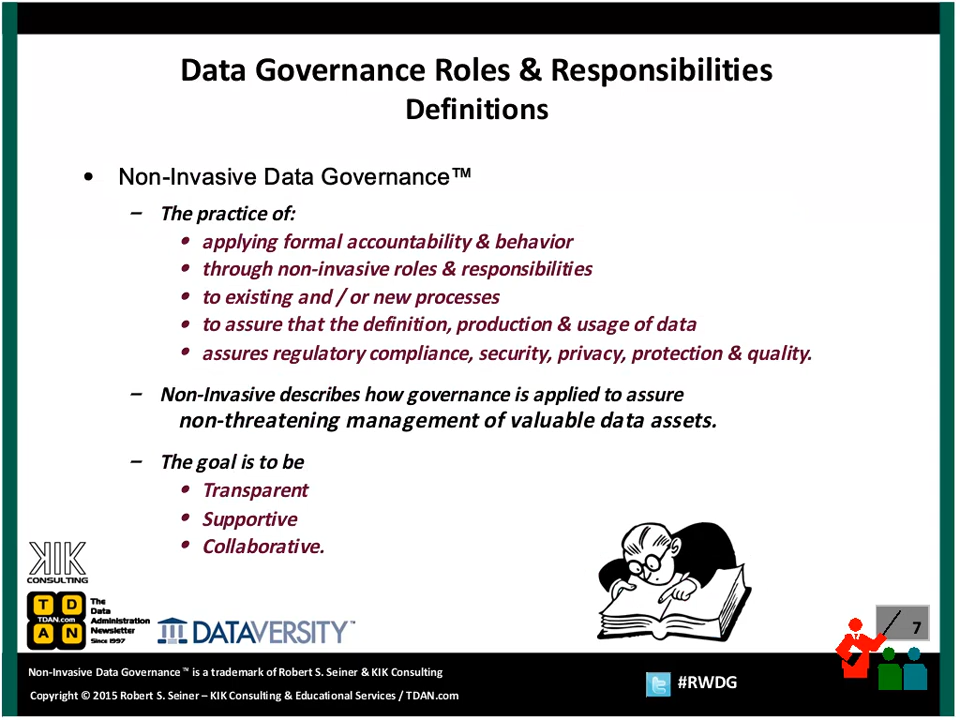 Data Governance Roles & Responsibilities
Definitions
• Non-Invasive Data Governance™
– The practice of:
• applying formal accountability & behavior
• through non-invasive roles & responsibilities
• to existing and / or new processes
• to assure that the definition, production & usage of data
• assures regulatory compliance, security, privacy, protection & quality.
– Non-Invasive describes how governance is applied to assure
non-threatening management of valuable data assets.
– The goal is to be
• Transparent
• Supportive
• Collaborative.
KIK
CONSULTING
T D
TDAN.com
A N
The
Data
Administration
Newsletter
Since 1997
DATAVERSITY™
7
Non-Invasive Data Governance™ is a trademark of Robert S. Seiner & KIK Consulting
Copyright © 2015 Robert S. Seiner – KIK Consulting & Educational Services / TDAN.com
#RWDG